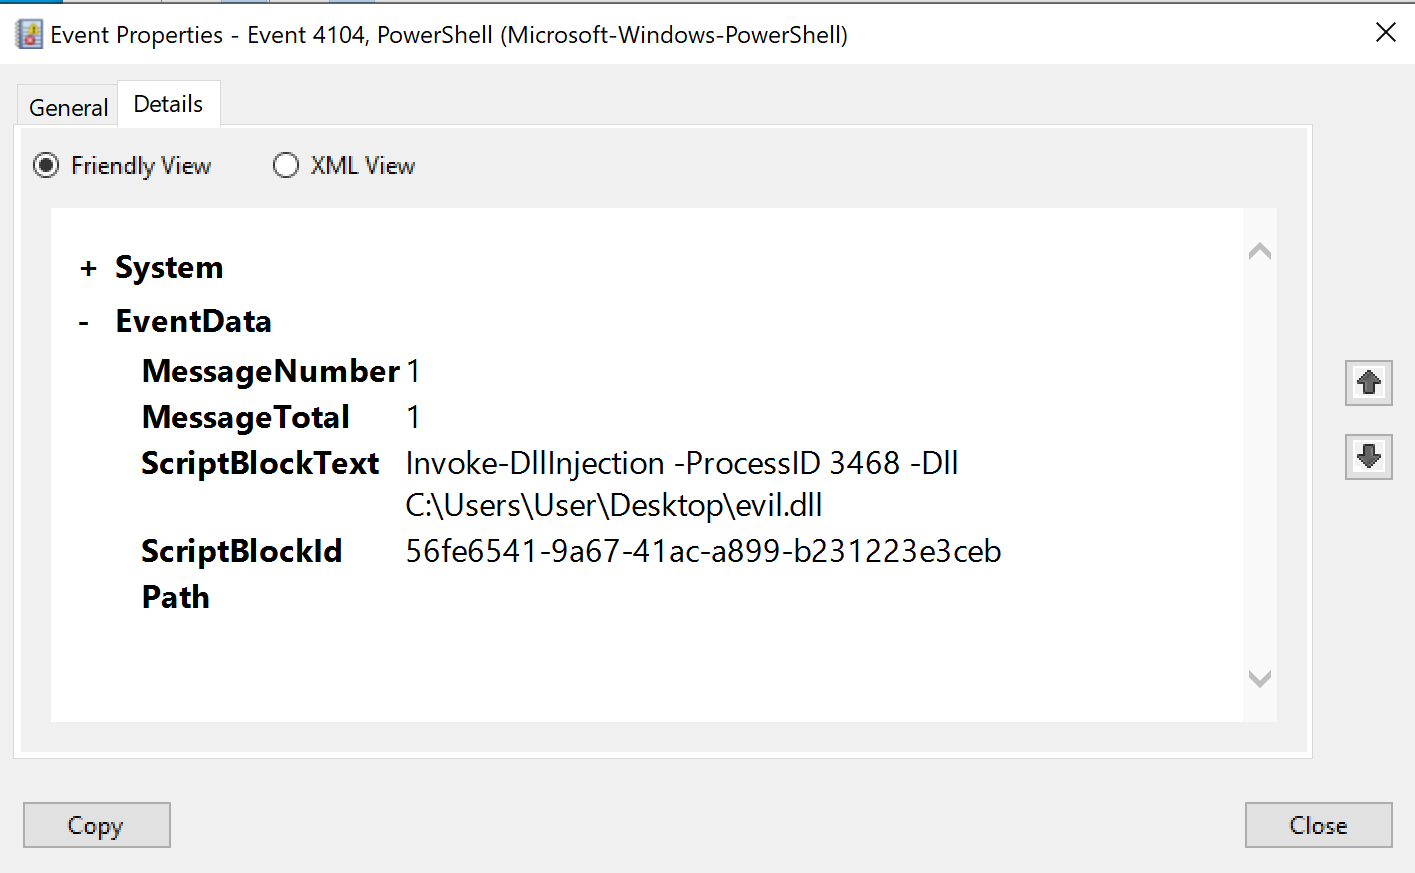 Event Properties - Event 4104, PowerShell (Microsoft-Windows-PowerShell)
General Details
Friendly View XML View
+ System
- EventData
MessageNumber 1
MessageTotal 1
ScriptBlockText Invoke-DllInjection -ProcessID 3468 -Dll
C:\Users\User\Desktop\evil.dll
ScriptBlockId 56fe6541-9a67-41ac-a899-b231223e3ceb
Path
Copy Close